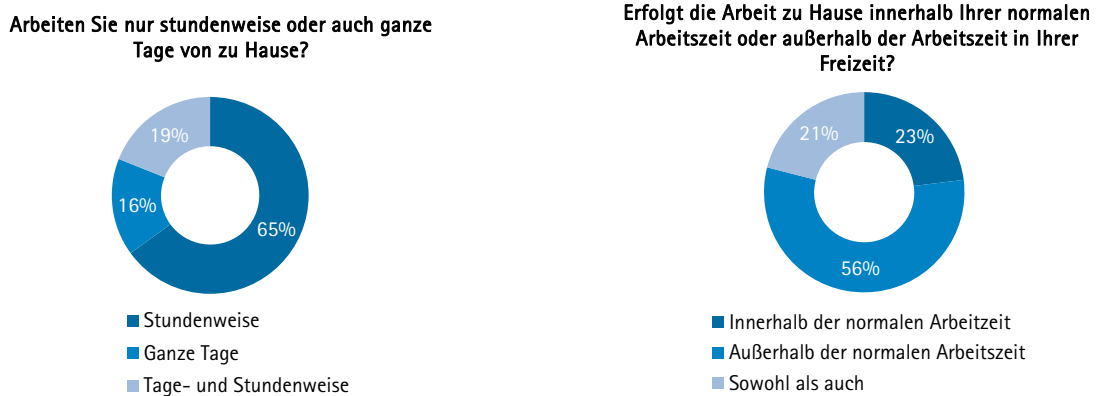 Arbeiten Sie nur stundenweise oder auch ganze
Tage von zu Hause?
19%
16%
65%
Stundenweise
Ganze Tage
Tage- und Stundenweise
Erfolgt die Arbeit zu Hause innerhalb Ihrer normalen
Arbeitszeit oder außerhalb der Arbeitszeit in Ihrer
Freizeit?
21%
23%
56%
Innerhalb der normalen Arbeitzeit
Außerhalb der normalen Arbeitszeit
Sowohl als auch